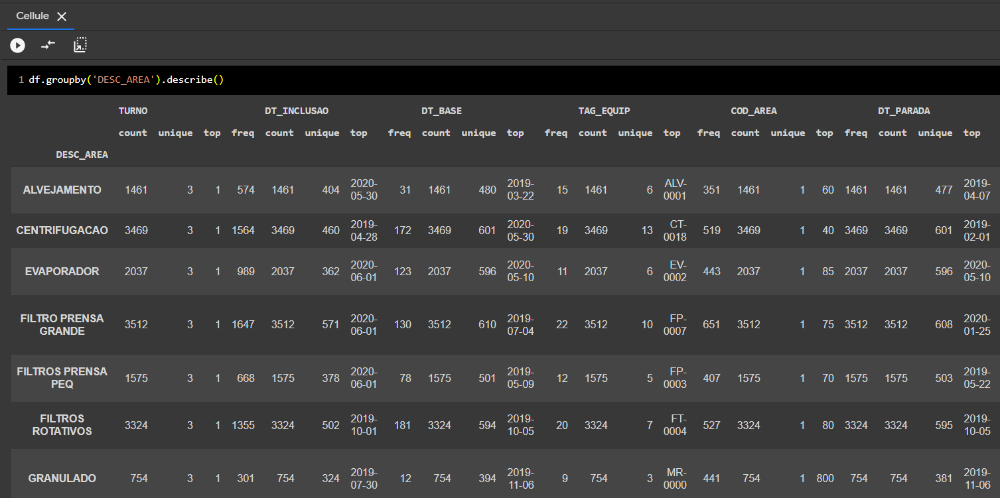 Cellule
1 df.groupby('DESC_AREA').describe()
TURNO DT_INCLUSAO DT_BASE TAG_EQUIP COD_AREA DT_PARADA
count unique top freq count unique top freq count unique top freq count unique top freq count unique top freq count unique top
DESC_AREA
ALVEJAMENTO 1461 3 1 574 1461 404 2020-05-30 31 1461 480 2019-03-22 15 1461 6 ALV-0001 351 1461 1 60 1461 1461 477 2019-04-07
CENTRIFUGACAO 3469 3 1 1564 3469 460 2019-04-28 172 3469 601 2020-05-30 19 3469 13 CT-0018 519 3469 1 40 3469 3469 601 2019-02-01
EVAPORADOR 2037 3 1 989 2037 362 2020-06-01 123 2037 596 2020-05-10 11 2037 6 EV-0002 443 2037 1 85 2037 2037 596 2020-05-10
FILTRO PRENSA GRANDE 3512 3 1 1647 3512 571 2020-06-01 130 3512 610 2019-07-04 22 3512 10 FP-0007 651 3512 1 75 3512 3512 608 2020-01-25
FILTROS PRENSA PEQ 1575 3 1 668 1575 378 2020-06-01 78 1575 501 2019-05-09 12 1575 5 FP-0003 407 1575 1 70 1575 1575 503 2019-05-22
FILTROS ROTATIVOS 3324 3 1 1355 3324 502 2019-10-01 181 3324 594 2019-10-05 20 3324 7 FT-0004 527 3324 1 80 3324 3324 595 2019-10-05
GRANULADO 754 3 1 301 754 324 2019-07-30 12 754 394 2019-11-06 9 754 3 MR-0000 441 754 1 800 754 754 381 2019-11-06